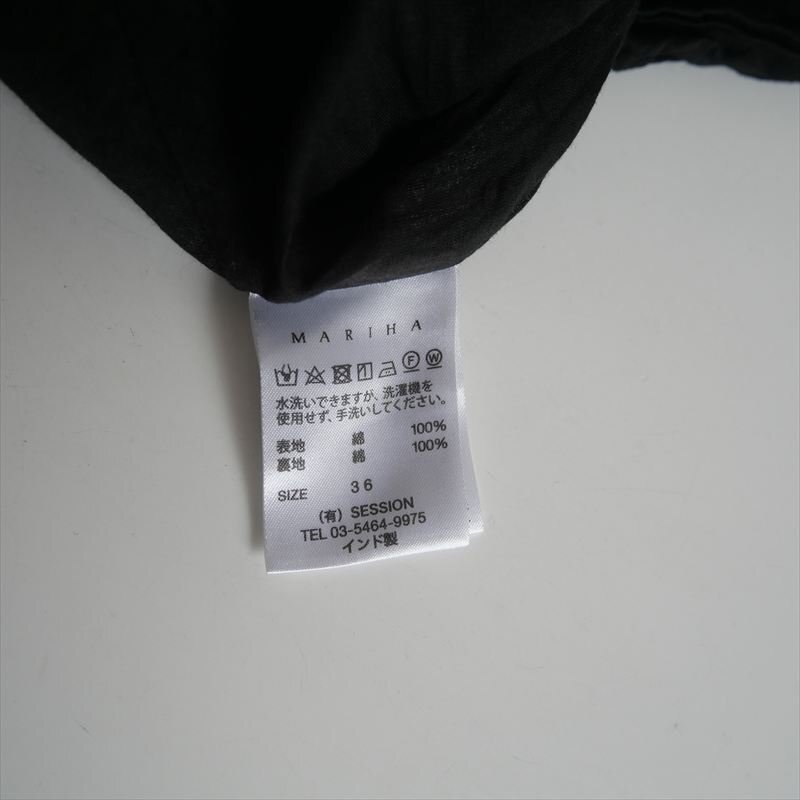 MARIHA
F W
水洗いできますが、洗濯機を
使用せず、手洗いしてください。
表地 綿 100%
裏地 綿 100%
SIZE 36
(有) SESSION
TEL 03-5464-9975
インド製